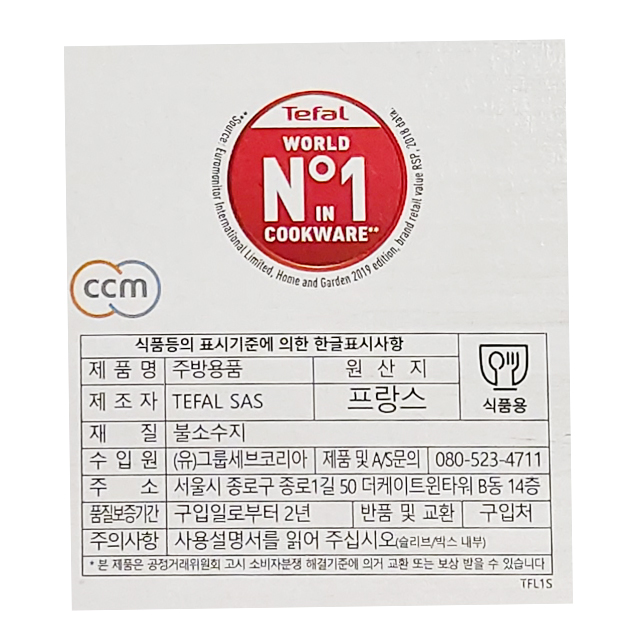 Tefal
WORLD
Nº1
IN
COOKWARE**
**Source: Euromonitor International Limited, Home and Garden 2019 edition, brand retail value RSP, 2018 data.
ccm
식품등의 표시기준에 의한 한글표시사항
제 품 명 주방용품 원 산 지
제 조 자 TEFAL SAS 프랑스
식품용
재 질 불소수지
수 입 원 (유)그룹세브코리아 제품 및 A/S문의 080-523-4711
주 소 서울시 종로구 종로1길 50 더케이트윈타워 B동 14층
품질보증기간 구입일로부터 2년 반품 및 교환 구입처
주의사항 사용설명서를 읽어 주십시오(슬리브/박스 내부)
* 본 제품은 공정거래위원회 고시 소비자분쟁 해결기준에 의거 교환 또는 보상 받을 수 있습니다
TFL1S